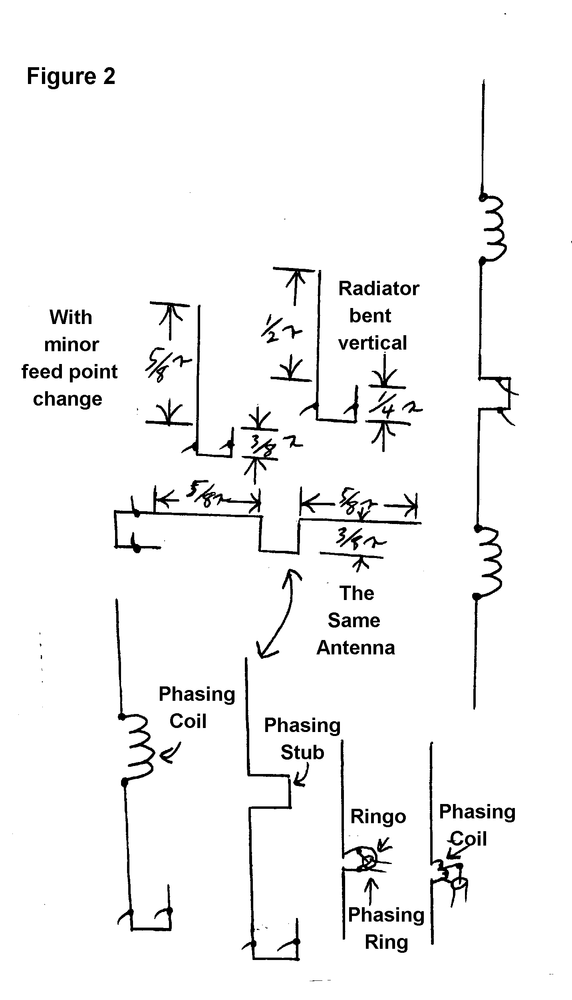 Figure 2
Radiator
bent
vertical
With
minor
feed point
change
1/2 λ
5/8 λ
1/4 λ
3/8 λ
5/8 λ
5/8 λ
3/8 λ
The
Same
Antenna
Phasing
Coil
Phasing
Stub
Ringo
Phasing
Coil
Phasing
Ring